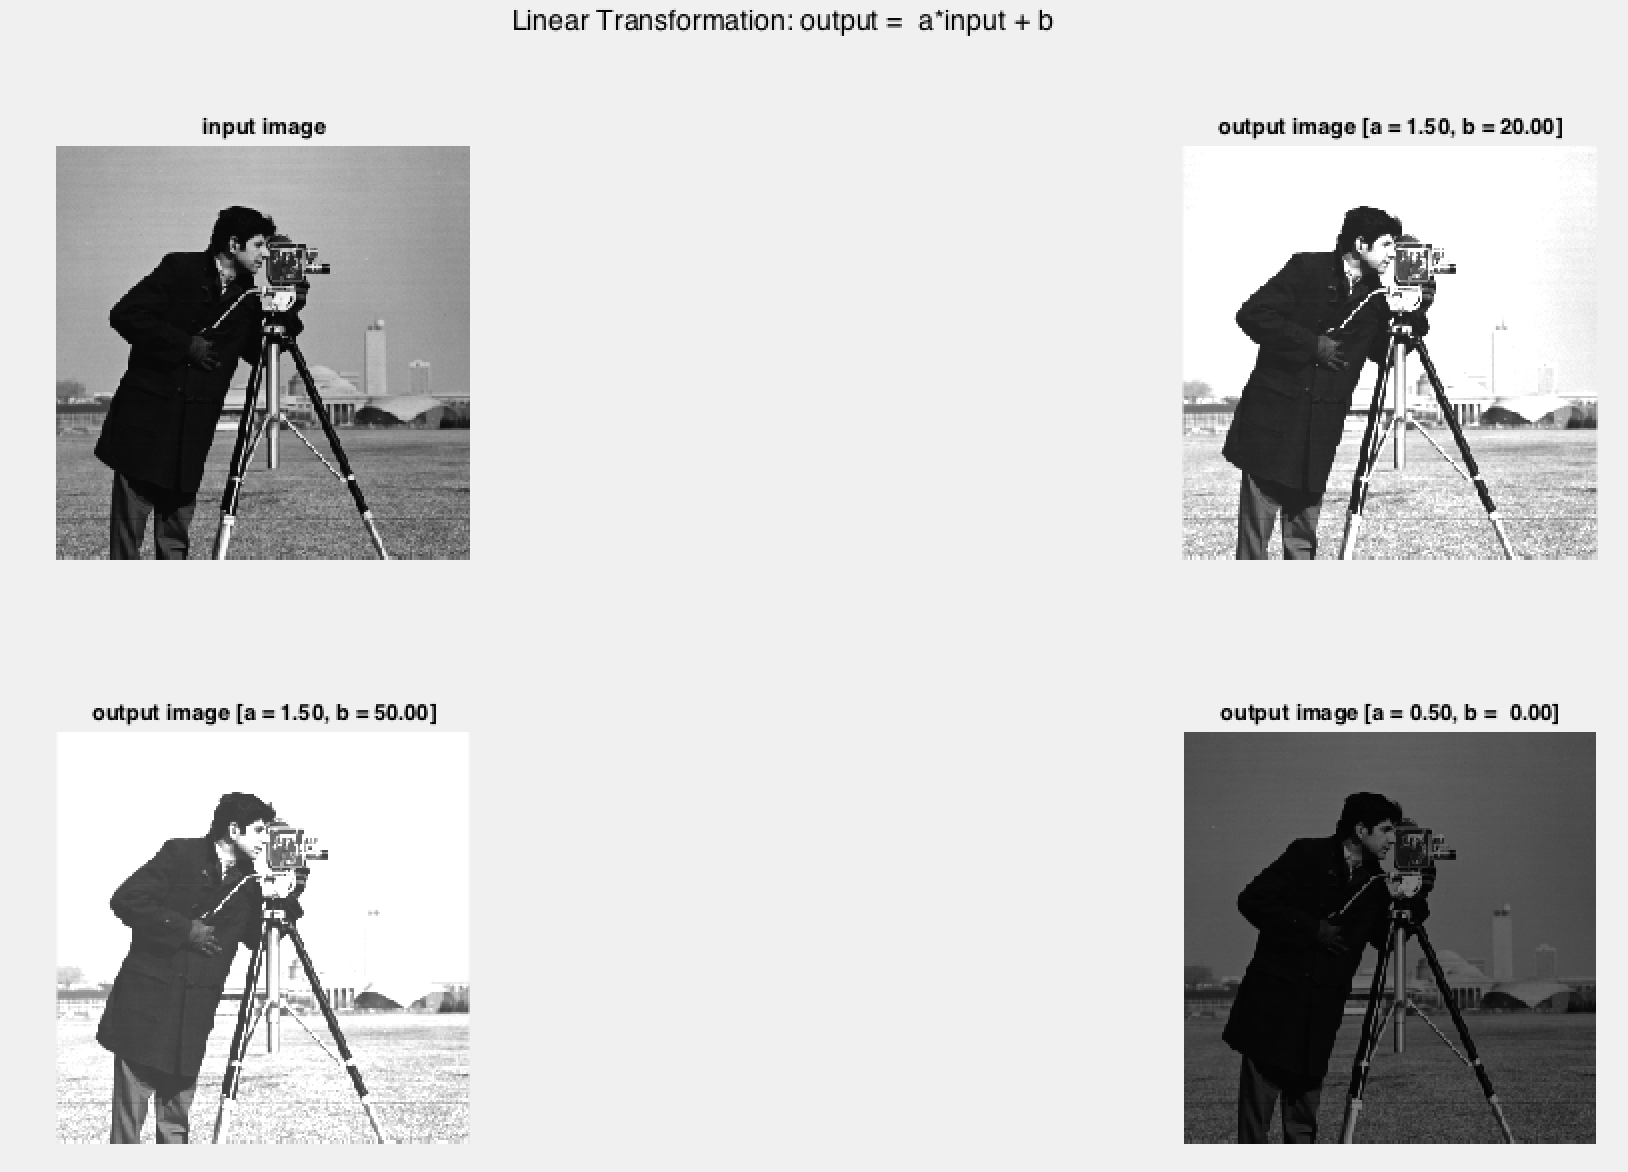 Linear Transformation: output =  a*input + b
input image
output image [a = 1.50, b = 20.00]
output image [a = 1.50, b = 50.00]
output image [a = 0.50, b =  0.00]